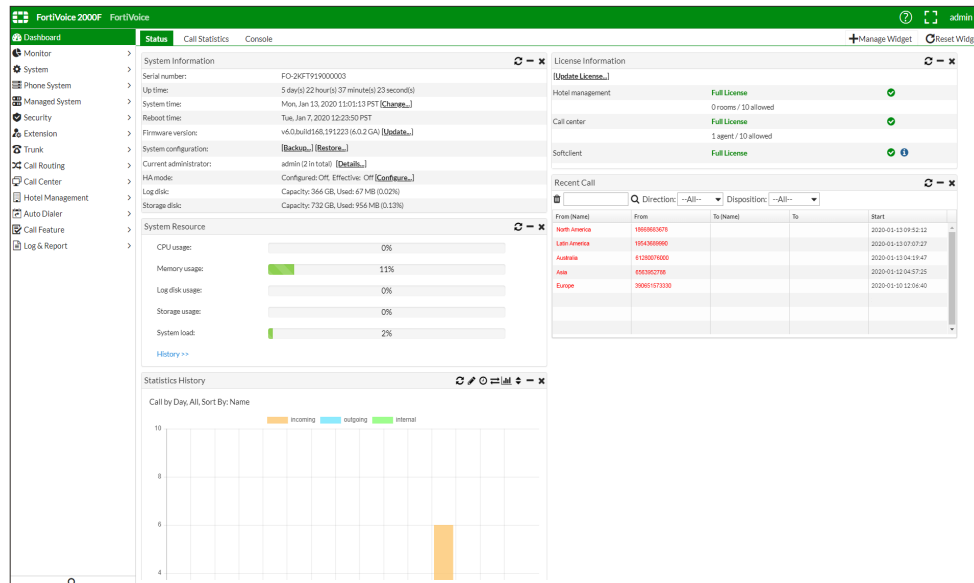 FortiVoice 2000F FortiVoice
admin
Dashboard
Monitor
System
Phone System
Managed System
Security
Extension
Trunk
Call Routing
Call Center
Hotel Management
Auto Dialer
Call Feature
Log & Report
Status Call Statistics Console
Manage Widget Reset Widg
System Information
Serial number: FO-2KFT919000003
Up time: 5 day(s) 22 hour(s) 37 minute(s) 23 second(s)
System time: Mon, Jan 13, 2020 11:01:13 PST [Change...]
Reboot time: Tue, Jan 7, 2020 12:23:50 PST
Firmware version: v6.0,build168,191223 (6.0.2 GA) [Update...]
System configuration: [Backup...] [Restore...]
Current administrator: admin (2 in total) [Details...]
HA mode: Configured: Off, Effective: Off [Configure...]
Log disk: Capacity: 366 GB, Used: 67 MB (0.02%)
Storage disk: Capacity: 732 GB, Used: 956 MB (0.13%)
System Resource
CPU usage: 0%
Memory usage: 11%
Log disk usage: 0%
Storage usage: 0%
System load: 2%
History >>
Statistics History
Call by Day, All, Sort By: Name
incoming outgoing internal
10
8
6
4
License Information
[Update License...]
Hotel management Full License
0 rooms / 10 allowed
Call center Full License
1 agent / 10 allowed
Softclient Full License
Recent Call
Direction: --All-- Disposition: --All--
From (Name) From To (Name) To Start
North America 18668683678 2020-01-13 09:52:12
Latin America 19543689990 2020-01-13 07:07:27
Australia 61280076000 2020-01-13 04:19:47
Asia 6563952788 2020-01-12 04:57:25
Europe 390651573330 2020-01-10 12:06:40